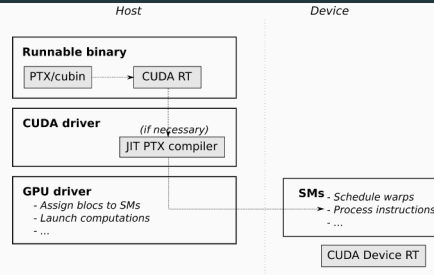 Host
Device
Runnable binary
PTX/cubin
CUDA RT
CUDA driver
(if necessary)
JIT PTX compiler
GPU driver
- Assign blocs to SMs
- Launch computations
- ...
SMs
- Schedule warps
- Process instructions
- ...
CUDA Device RT